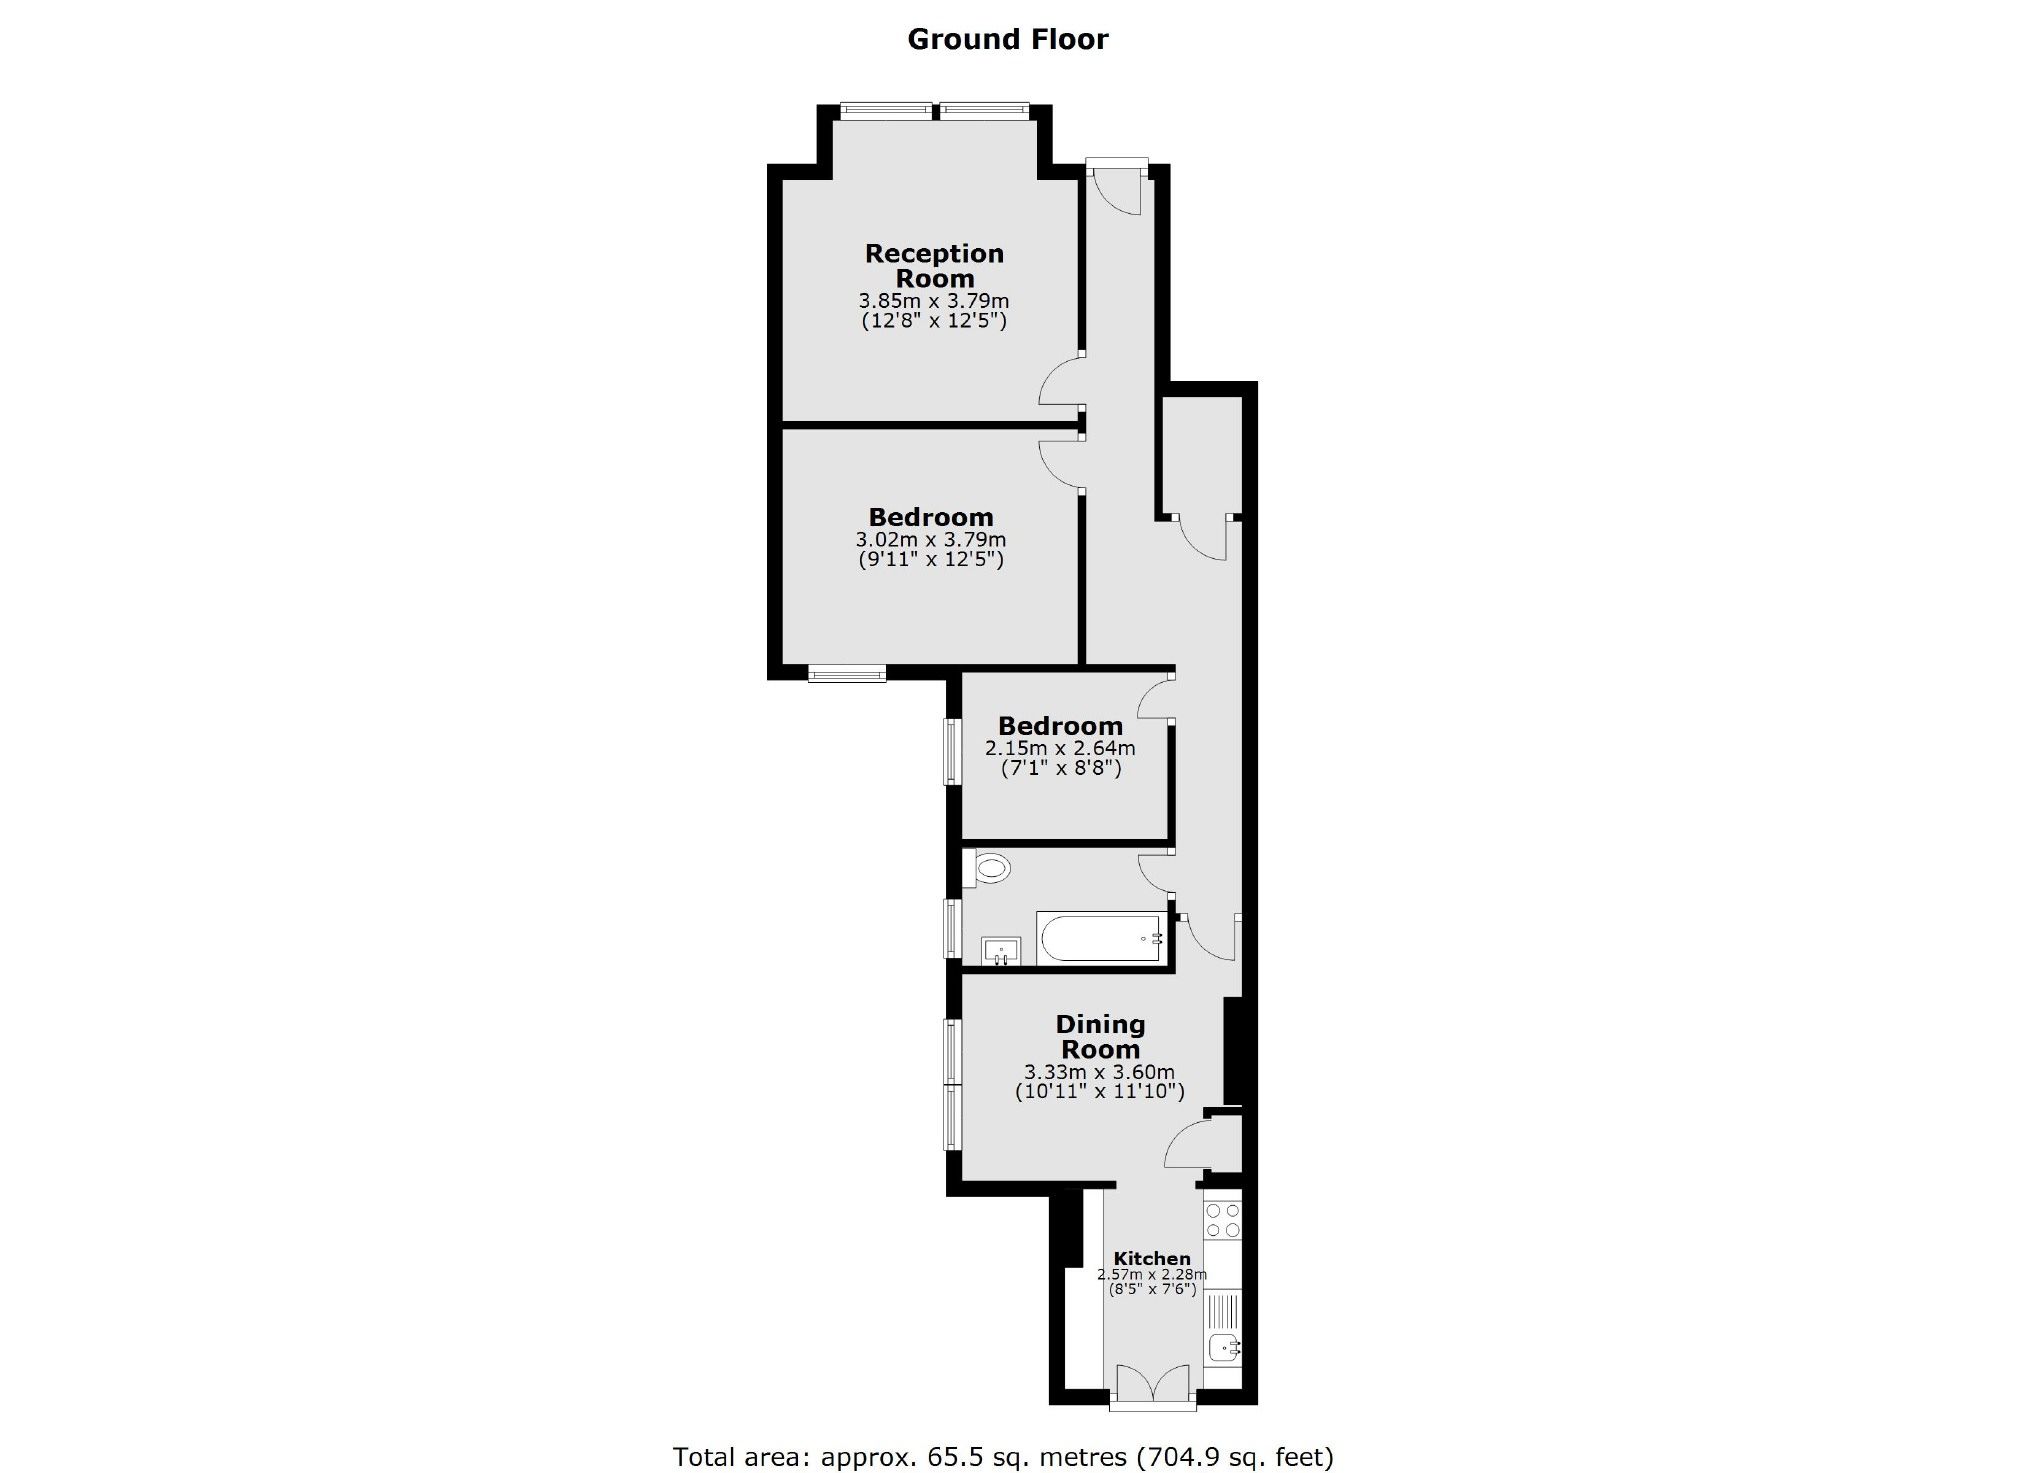 Ground Floor
Reception
Room
3.85m x 3.79m
(12'8" x 12'5")
Bedroom
3.02m x 3.79m
(9'11" x 12'5")
Bedroom
2.15m x 2.64m
(7'1" x 8'8")
Dining
Room
3.33m x 3.60m
(10'11" x 11'10")
Kitchen
2.57m x 2.28m
(8'5" x 7'6")
Total area: approx. 65.5 sq. metres (704.9 sq. feet)